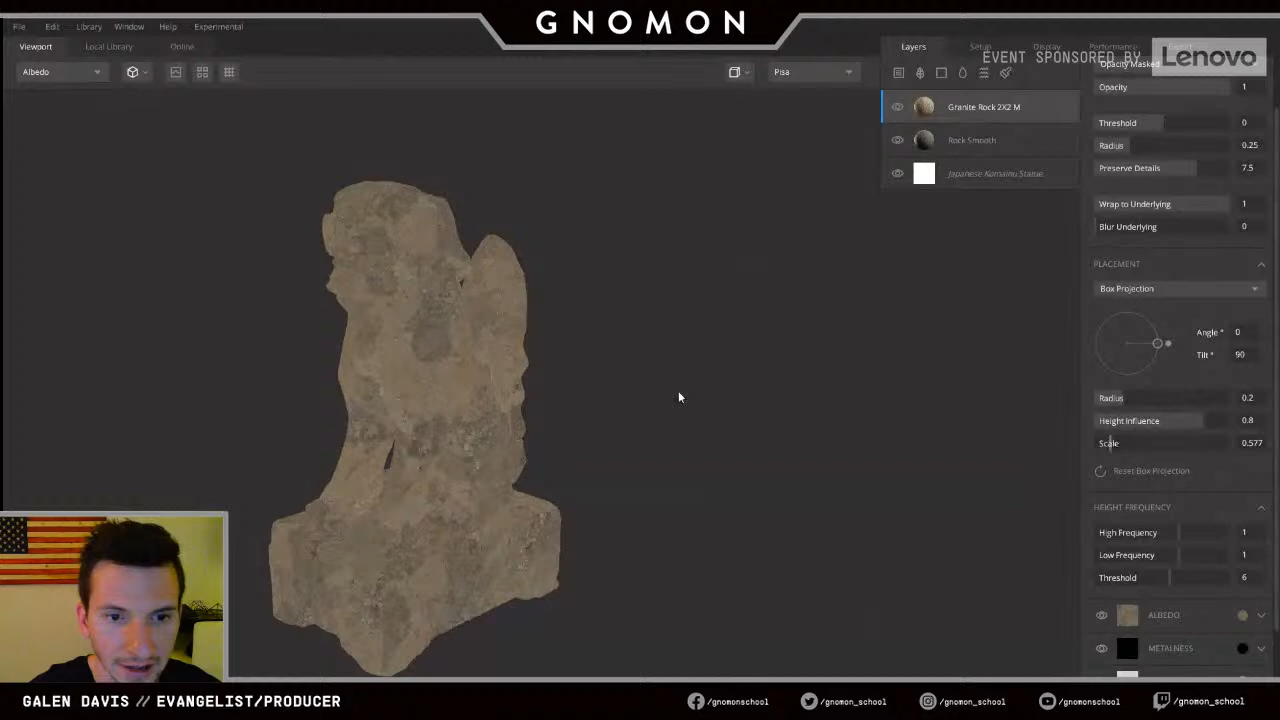 GNOMON
File Edit Library Window Help Experimental
Viewport Local Library Online
Layers Setup Display Performance
EVENT SPONSORED BY Lenovo
Albedo
Pisa
Opacity Masked
Opacity 1
Granite Rock 2X2 M
Threshold 0
Rock Smooth
Radius 0.25
Preserve Details 7.5
Japanese Komainu Statue
Wrap to Underlying 1
Blur Underlying 0
PLACEMENT
Box Projection
Angle ° 0
Tilt ° 90
Radius 0.2
Height Influence 0.8
Scale 0.577
Reset Box Projection
HEIGHT FREQUENCY
High Frequency 1
Low Frequency 1
Threshold 6
ALBEDO
METALNESS
GALEN DAVIS // EVANGELIST/PRODUCER
/gnomonschool /gnomon_school /gnomon_school /gnomonschool /gnomon_school